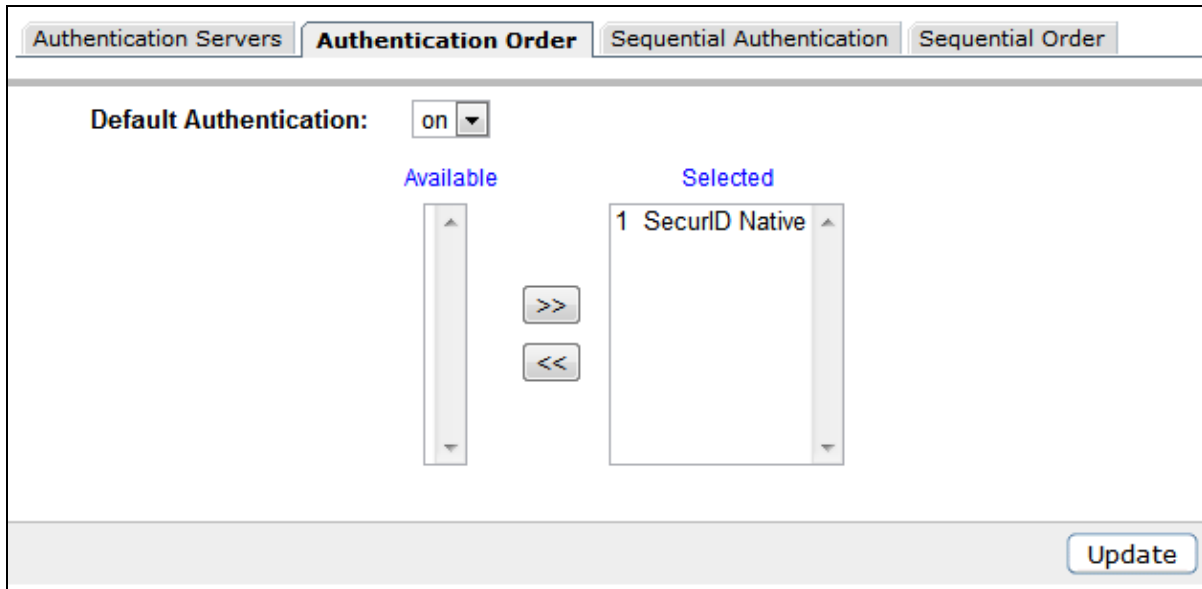 Authentication Servers Authentication Order Sequential Authentication Sequential Order
Default Authentication: on
Available Selected
1 SecurID Native
>>
<<
Update